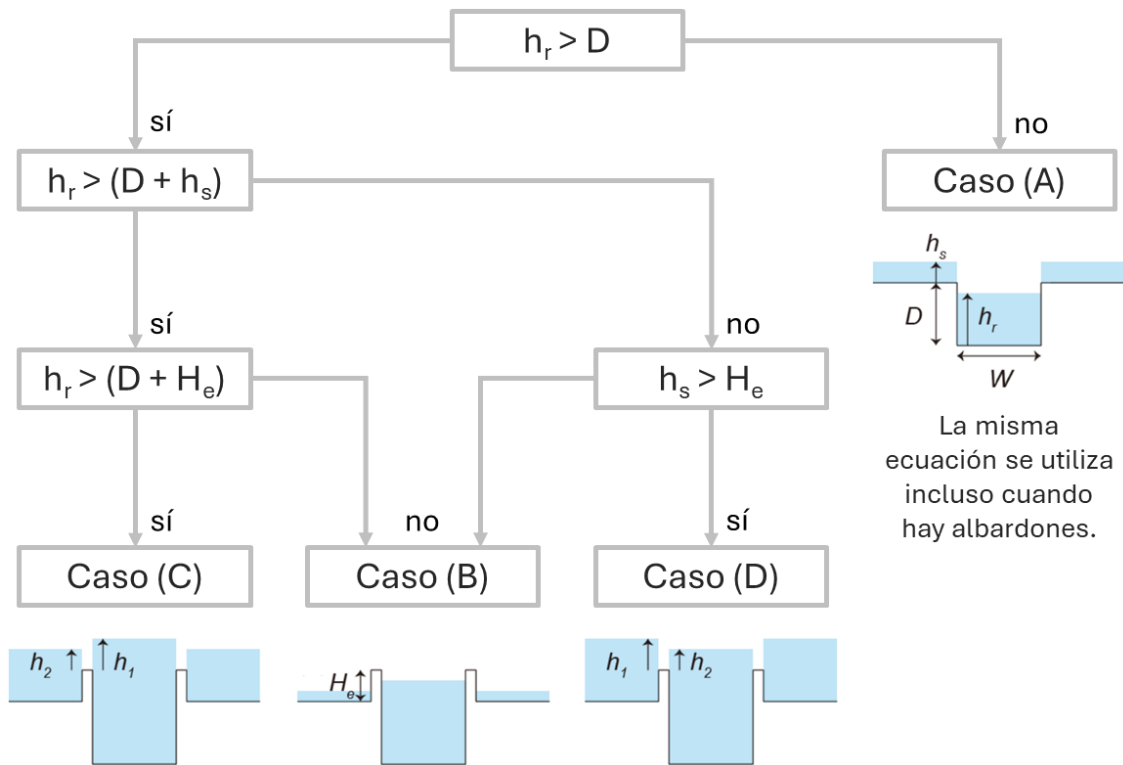 hᵣ > D
sí
no
hᵣ > (D + hₛ)
Caso (A)
hₛ
D
hᵣ
W
La misma
ecuación se utiliza
incluso cuando
hay albardones.
sí
no
hᵣ > (D + Hₑ)
hₛ > Hₑ
sí
no
sí
Caso (C)
Caso (B)
Caso (D)
h₂
h₁
Hₑ
h₁
h₂